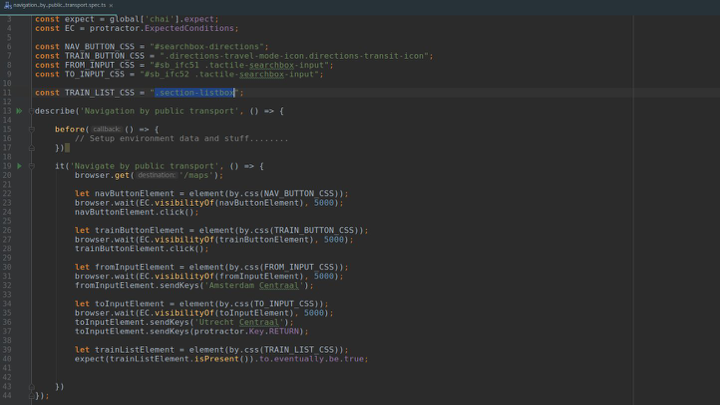 navigation_by_public_transport.spec.ts ×
3 const expect = global['chai'].expect;
4 const EC = protractor.ExpectedConditions;
5
6 const NAV_BUTTON_CSS = "#searchbox-directions";
7 const TRAIN_BUTTON_CSS = ".directions-travel-mode-icon.directions-transit-icon";
8 const FROM_INPUT_CSS = "#sb_ifc51 .tactile-searchbox-input";
9 const TO_INPUT_CSS = "#sb_ifc52 .tactile-searchbox-input";
10
11 const TRAIN_LIST_CSS = ".section-listbox";
12
13 describe('Navigation by public transport', () => {
14
15 before( callback: () => {
16 // Setup environment data and stuff........
17 })
18
19 it('Navigate by public transport', () => {
20 browser.get( destination: '/maps');
21
22 let navButtonElement = element(by.css(NAV_BUTTON_CSS));
23 browser.wait(EC.visibilityOf(navButtonElement), 5000);
24 navButtonElement.click();
25
26 let trainButtonElement = element(by.css(TRAIN_BUTTON_CSS));
27 browser.wait(EC.visibilityOf(trainButtonElement), 5000);
28 trainButtonElement.click();
29
30 let fromInputElement = element(by.css(FROM_INPUT_CSS));
31 browser.wait(EC.visibilityOf(fromInputElement), 5000);
32 fromInputElement.sendKeys('Amsterdam Centraal');
33
34 let toInputElement = element(by.css(TO_INPUT_CSS));
35 browser.wait(EC.visibilityOf(toInputElement), 5000);
36 toInputElement.sendKeys('Utrecht Centraal');
37 toInputElement.sendKeys(protractor.Key.RETURN);
38
39 let trainListElement = element(by.css(TRAIN_LIST_CSS));
40 expect(trainListElement.isPresent()).to.eventually.be.true;
41
42
43 })
44 });